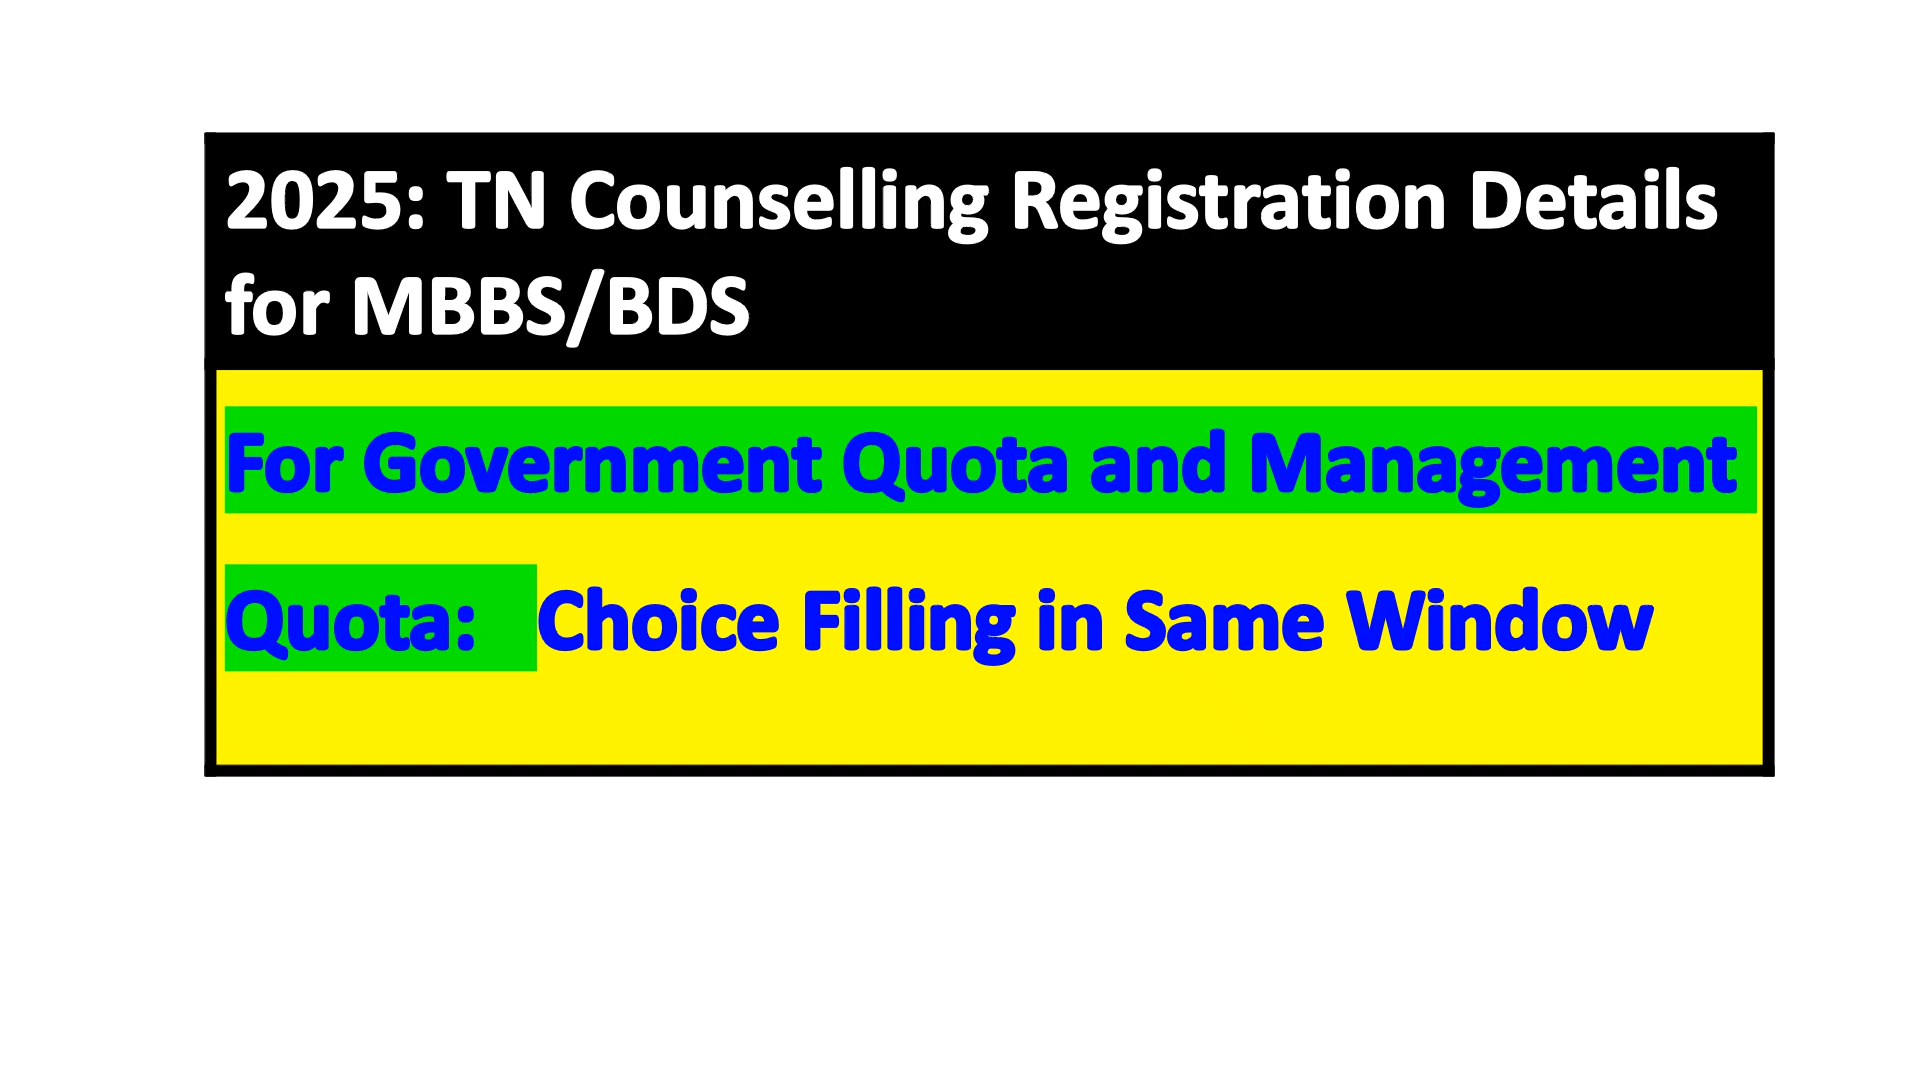 2025: TN Counselling Registration Details
for MBBS/BDS
For Government Quota and Management
Quota: Choice Filling in Same Window